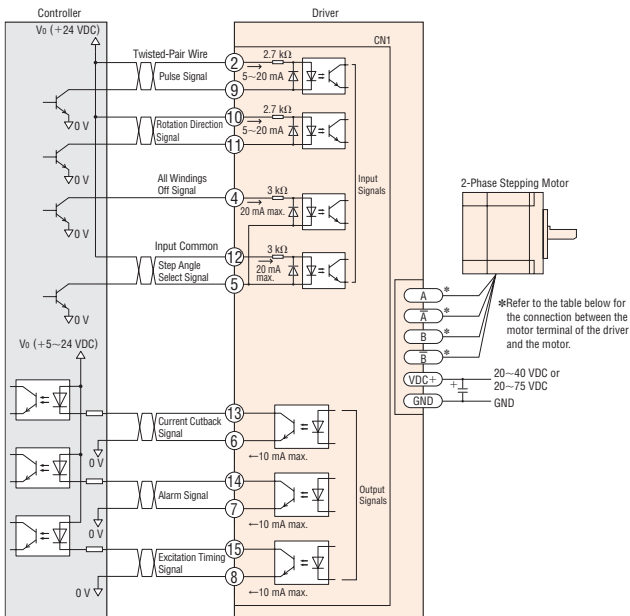 Controller
Driver
V0 (+24 VDC)
CN1
Twisted-Pair Wire
2
2.7 kΩ
Pulse Signal
5~20 mA
9
0 V
10
2.7 kΩ
Rotation Direction
Signal
5~20 mA
11
0 V
All Windings
Off Signal
4
3 kΩ
20 mA max.
Input
Signals
0 V
Input Common
12
3 kΩ
Step Angle
Select Signal
20 mA
max.
5
0 V
2-Phase Stepping Motor
A *
A̅ *
B *
B̅ *
*Refer to the table below for
the connection between the
motor terminal of the driver
and the motor.
VDC+
+
20~40 VDC or
20~75 VDC
GND
GND
V0 (+5~24 VDC)
13
Current Cutback
Signal
6
0 V
←10 mA max.
14
Alarm Signal
7
0 V
←10 mA max.
Output
Signals
15
Excitation Timing
Signal
8
0 V
←10 mA max.